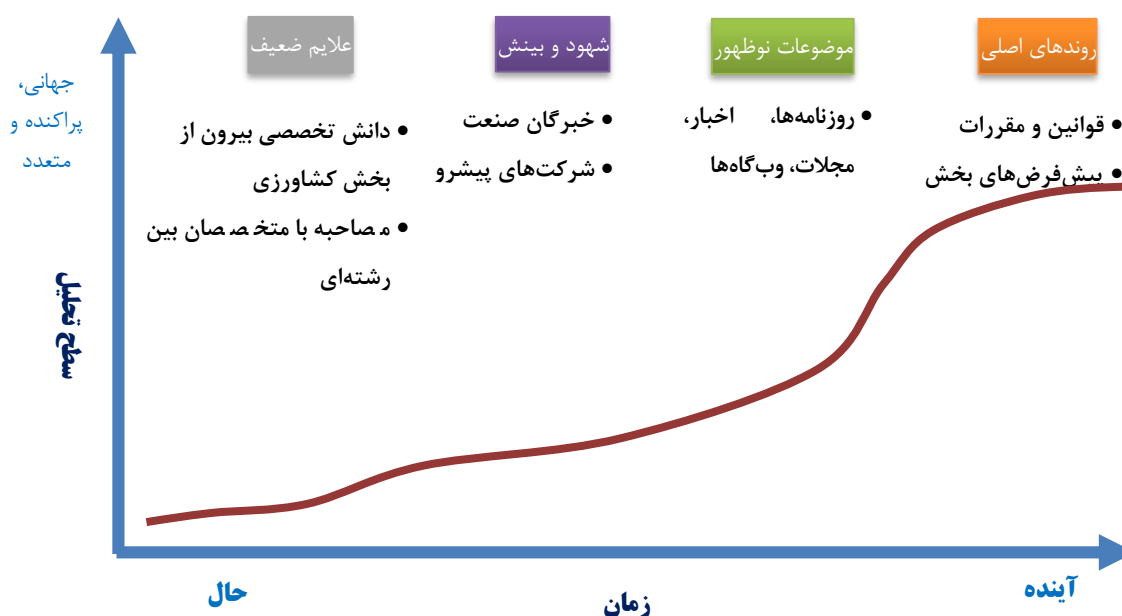 روندهای اصلی
موضوعات نوظهور
شهود و بینش
علایم ضعیف
جهانی،
پراکنده و
متعدد
• قوانین و مقررات
• پیش‌فرض‌های بخش
• روزنامه‌ها، اخبار،
مجلات، وب‌گاه‌ها
• خبرگان صنعت
• شرکت‌های پیشرو
• دانش تخصصی بیرون از
بخش کشاورزی
• مصاحبه با متخصصان بین
رشته‌ای
سطح تحلیل
آینده
زمان
حال